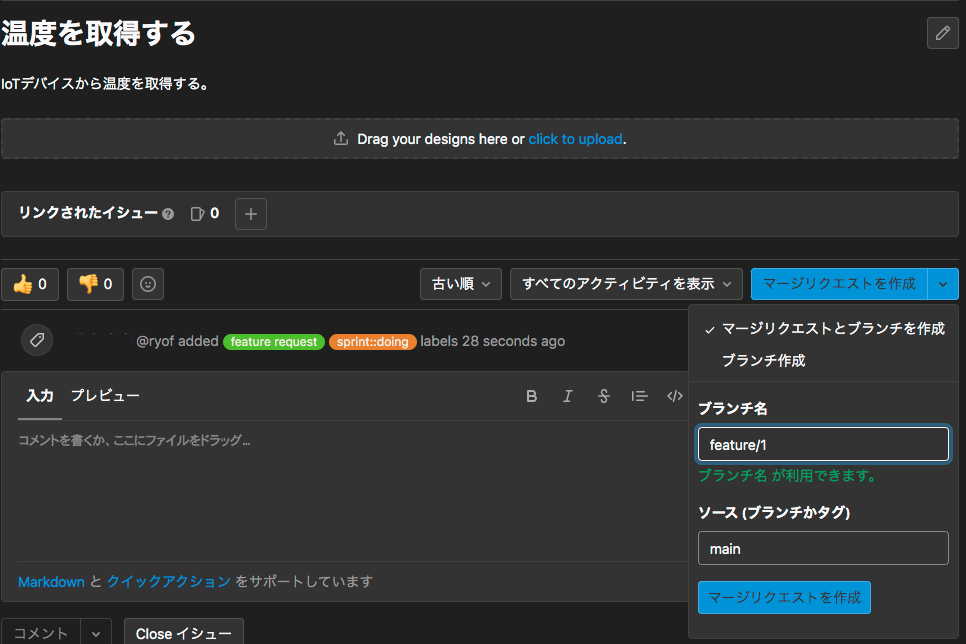 温度を取得する
IoTデバイスから温度を取得する。
Drag your designs here or click to upload.
リンクされたイシュー ? 0
👍 0 👎 0 古い順 すべてのアクティビティを表示 マージリクエストを作成
マージリクエストとブランチを作成
ブランチ作成
@ryof added feature request sprint::doing labels 28 seconds ago
入力 プレビュー B I S </>
コメントを書くか、ここにファイルをドラッグ...
Markdown と クイックアクション をサポートしています
ブランチ名
feature/1
ブランチ名 が利用できます。
ソース (ブランチかタグ)
main
マージリクエストを作成
コメント Close イシュー